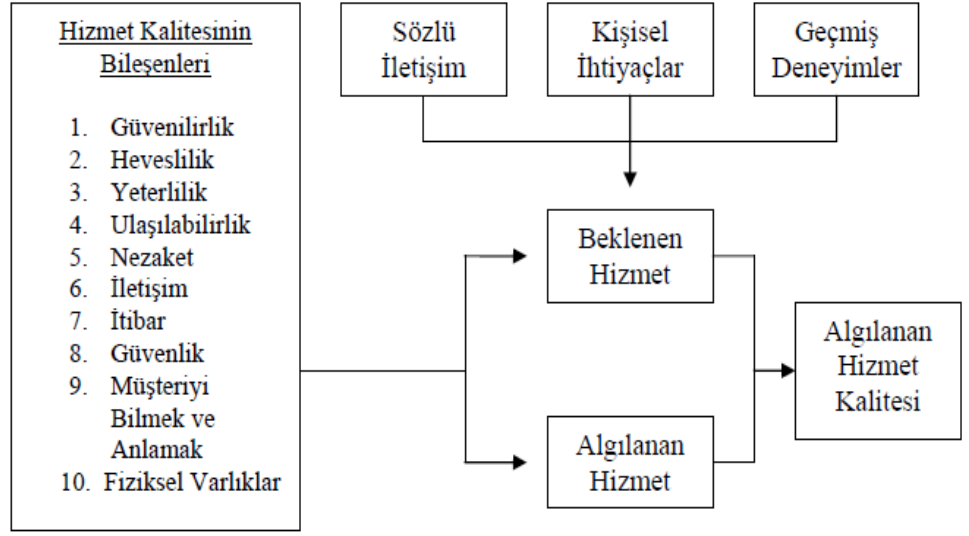 Hizmet Kalitesinin
Bileşenleri
1. Güvenilirlik
2. Heveslilik
3. Yeterlilik
4. Ulaşılabilirlik
5. Nezaket
6. İletişim
7. İtibar
8. Güvenlik
9. Müşteriyi
Bilmek ve
Anlamak
10. Fiziksel Varlıklar
Sözlü
İletişim
Kişisel
İhtiyaçlar
Geçmiş
Deneyimler
Beklenen
Hizmet
Algılanan
Hizmet
Algılanan
Hizmet
Kalitesi